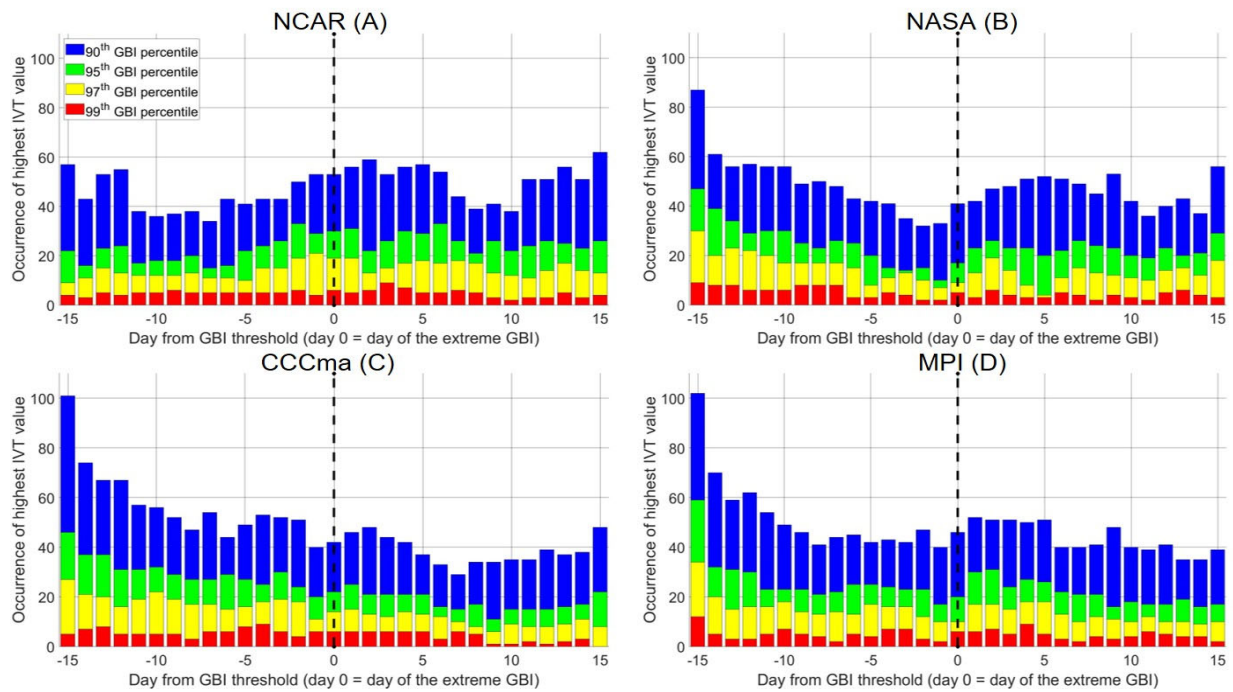 NCAR (A)
Occurrence of highest IVT value
100
80
60
40
20
0
90th GBI percentile
95th GBI percentile
97th GBI percentile
99th GBI percentile
-15 -10 -5 0 5 10 15
Day from GBI threshold (day 0 = day of the extreme GBI)
NASA (B)
Occurrence of highest IVT value
100
80
60
40
20
0
-15 -10 -5 0 5 10 15
Day from GBI threshold (day 0 = day of the extreme GBI)
CCCma (C)
Occurrence of highest IVT value
100
80
60
40
20
0
-15 -10 -5 0 5 10 15
Day from GBI threshold (day 0 = day of the extreme GBI)
MPI (D)
Occurrence of highest IVT value
100
80
60
40
20
0
-15 -10 -5 0 5 10 15
Day from GBI threshold (day 0 = day of the extreme GBI)